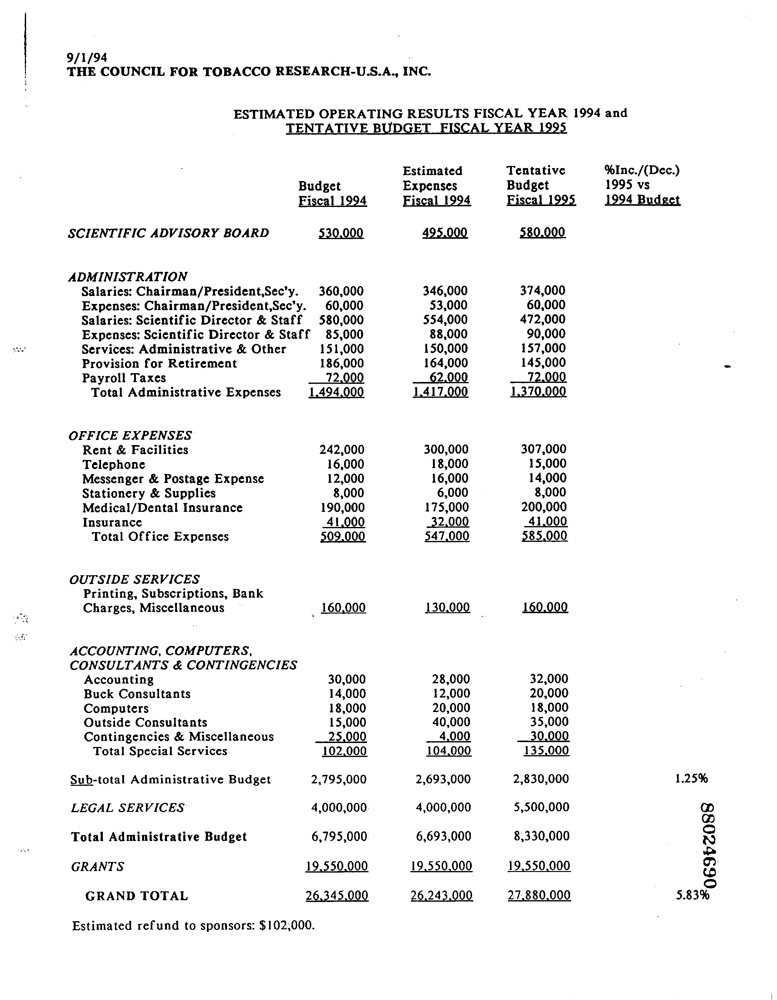 9/1/94
THE COUNCIL FOR TOBACCO RESEARCH-U.S.A., INC.
ESTIMATED OPERATING RESULTS FISCAL YEAR 1994 and
TENTATIVE BUDGET FISCAL YEAR 1995
Estimated Tentative %Inc./(Dec.)
Budget Expenses Budget 1995 vs
Fiscal 1994 Fiscal 1994 Fiscal 1995 1994 Budget
SCIENTIFIC ADVISORY BOARD 530,000 495,000 580,000
ADMINISTRATION
Salaries: Chairman/President,Sec'y. 360,000 346,000 374,000
Expenses: Chairman/President,Sec'y. 60,000 53,000 60,000
Salaries: Scientific Director & Staff 580,000 554,000 472,000
Expenses: Scientific Director & Staff 85,000 88,000 90,000
Services: Administrative & Other 151,000 150,000 157,000
Provision for Retirement 186,000 164,000 145,000
Payroll Taxes 72,000 62,000 72,000
Total Administrative Expenses 1,494,000 1,417,000 1,370,000
OFFICE EXPENSES
Rent & Facilities 242,000 300,000 307,000
Telephone 16,000 18,000 15,000
Messenger & Postage Expense 12,000 16,000 14,000
Stationery & Supplies 8,000 6,000 8,000
Medical/Dental Insurance 190,000 175,000 200,000
Insurance 41,000 32,000 41,000
Total Office Expenses 509,000 547,000 585,000
OUTSIDE SERVICES
Printing, Subscriptions, Bank
Charges, Miscellaneous 160,000 130,000 160,000
ACCOUNTING, COMPUTERS,
CONSULTANTS & CONTINGENCIES
Accounting 30,000 28,000 32,000
Buck Consultants 14,000 12,000 20,000
Computers 18,000 20,000 18,000
Outside Consultants 15,000 40,000 35,000
Contingencies & Miscellaneous 25,000 4,000 30,000
Total Special Services 102,000 104,000 135,000
Sub-total Administrative Budget 2,795,000 2,693,000 2,830,000 1.25%
LEGAL SERVICES 4,000,000 4,000,000 5,500,000
Total Administrative Budget 6,795,000 6,693,000 8,330,000
GRANTS 19,550,000 19,550,000 19,550,000
GRAND TOTAL 26,345,000 26,243,000 27,880,000 5.83%
Estimated refund to sponsors: $102,000.
88024690